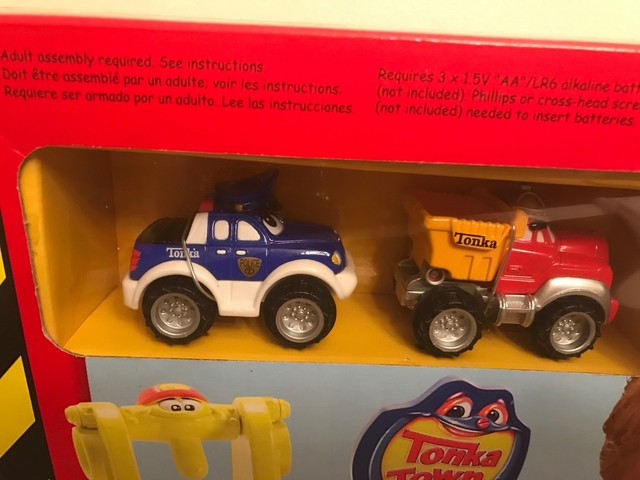 Adult assembly required. See instructions
Doit être assemblé par un adulte; voir les instructions.
Requiere ser armado por un adulto. Lee las instrucciones.
Requires 3 x 1.5V "AA"/LR6 alkaline
(not included). Phillips or cross-head
(not included) needed to insert batteries.
Tonka
POLICE
Tonka
Tonka
Town